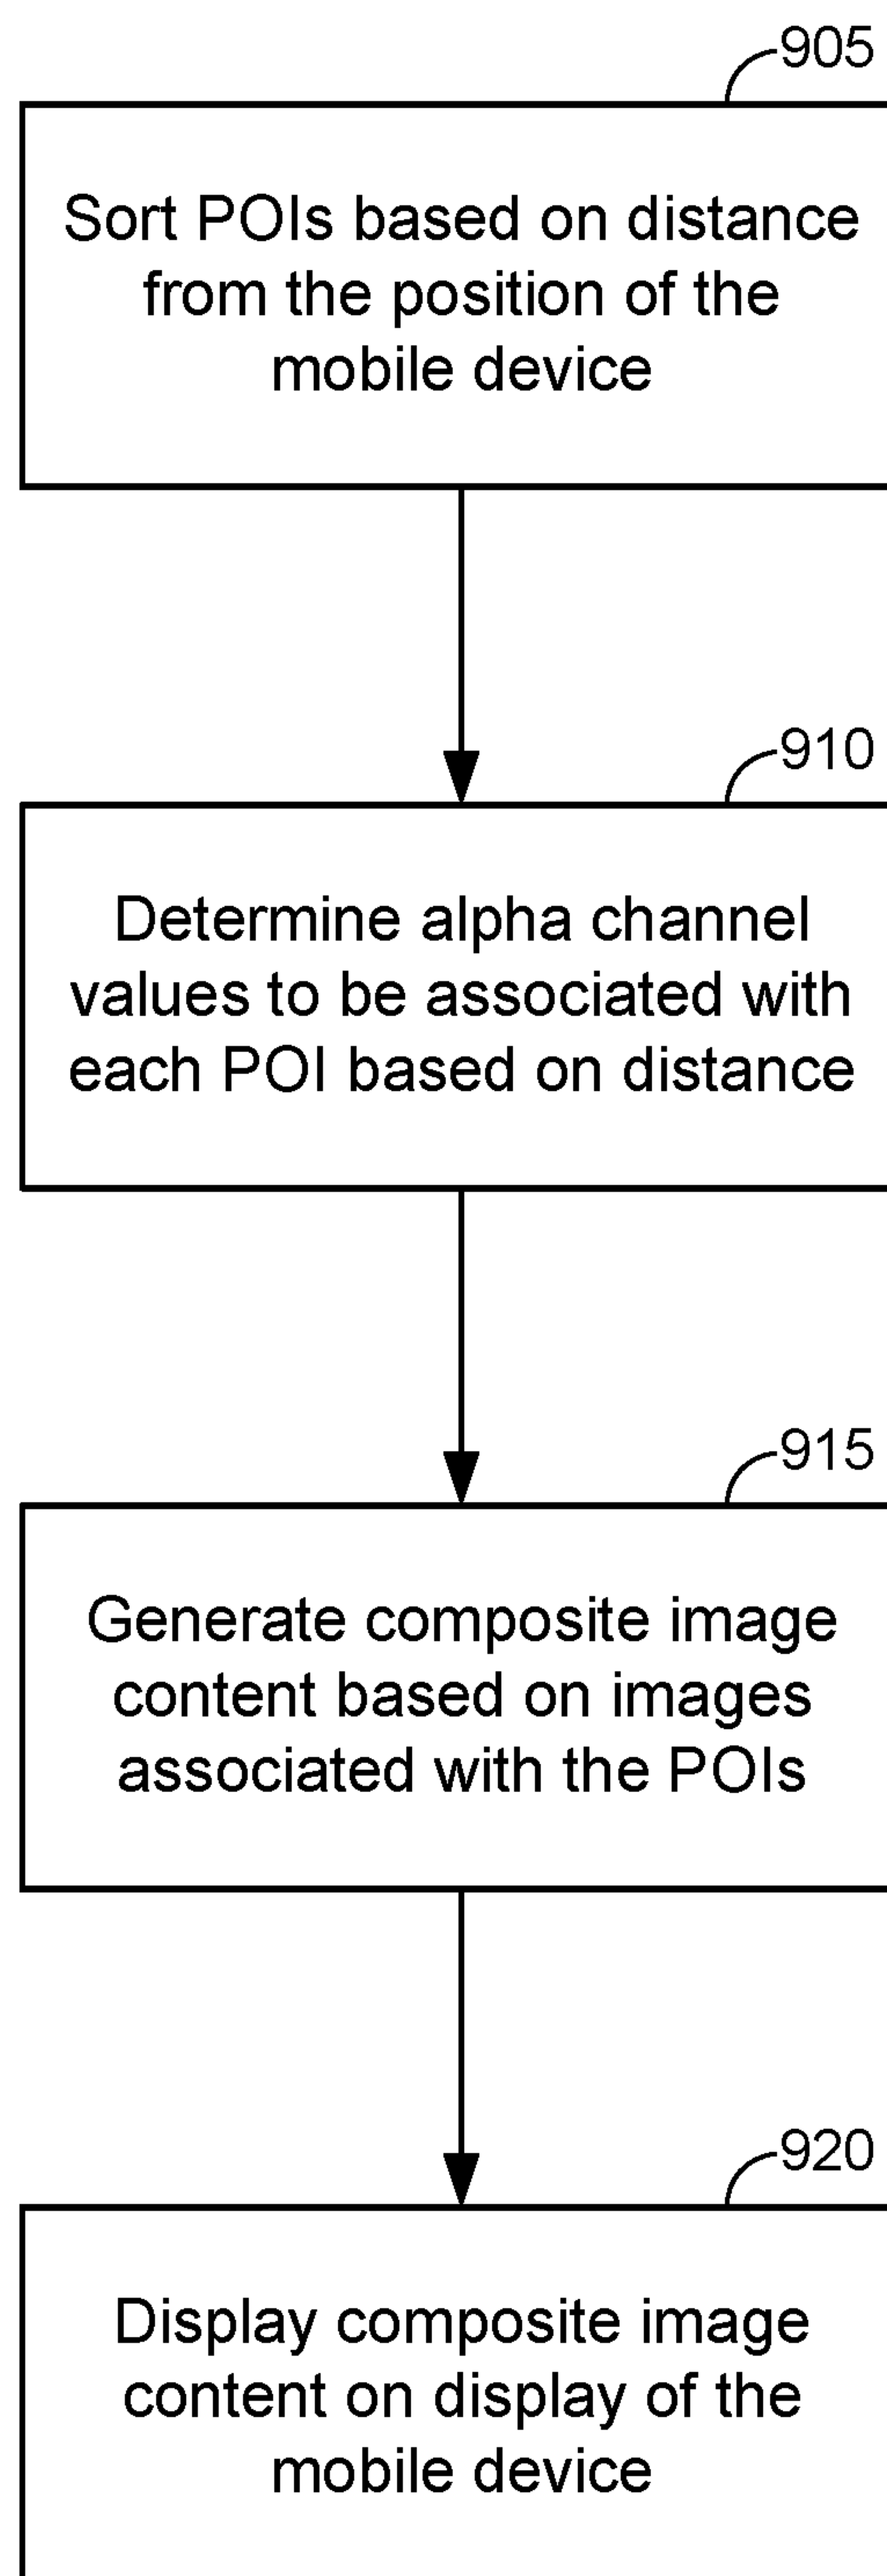 905
Sort POIs based on distance
from the position of the
mobile device
910
Determine alpha channel
values to be associated with
each POI based on distance
915
Generate composite image
content based on images
associated with the POIs
920
Display composite image
content on display of the
mobile device